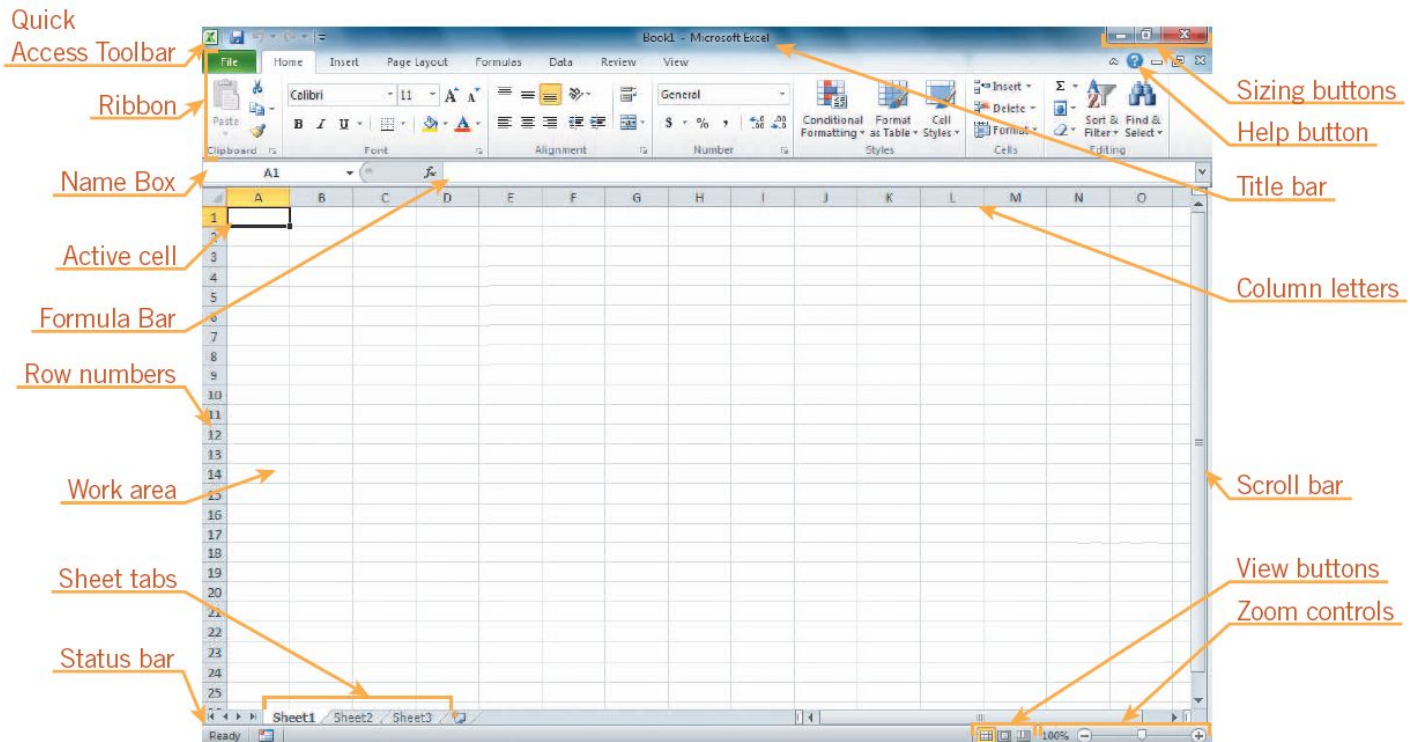 Quick
Access Toolbar
Ribbon
Name Box
Active cell
Formula Bar
Row numbers
Work area
Sheet tabs
Status bar
Book1 - Microsoft Excel
File Home Insert Page Layout Formulas Data Review View
Calibri 11 A A General Σ
Paste B I U A $ % , .0 .00 .00 .0 Conditional Formatting Format as Table Cell Styles Insert Delete Format Sort & Filter Find & Select
Clipboard Font Alignment Number Styles Cells Editing
A1 fx
A B C D E F G H I J K L M N O
1
2
3
4
5
6
7
8
9
10
11
12
13
14
15
16
17
18
19
20
21
22
23
24
25
Sheet1 Sheet2 Sheet3
Ready 100%
Sizing buttons
Help button
Title bar
Column letters
Scroll bar
View buttons
Zoom controls